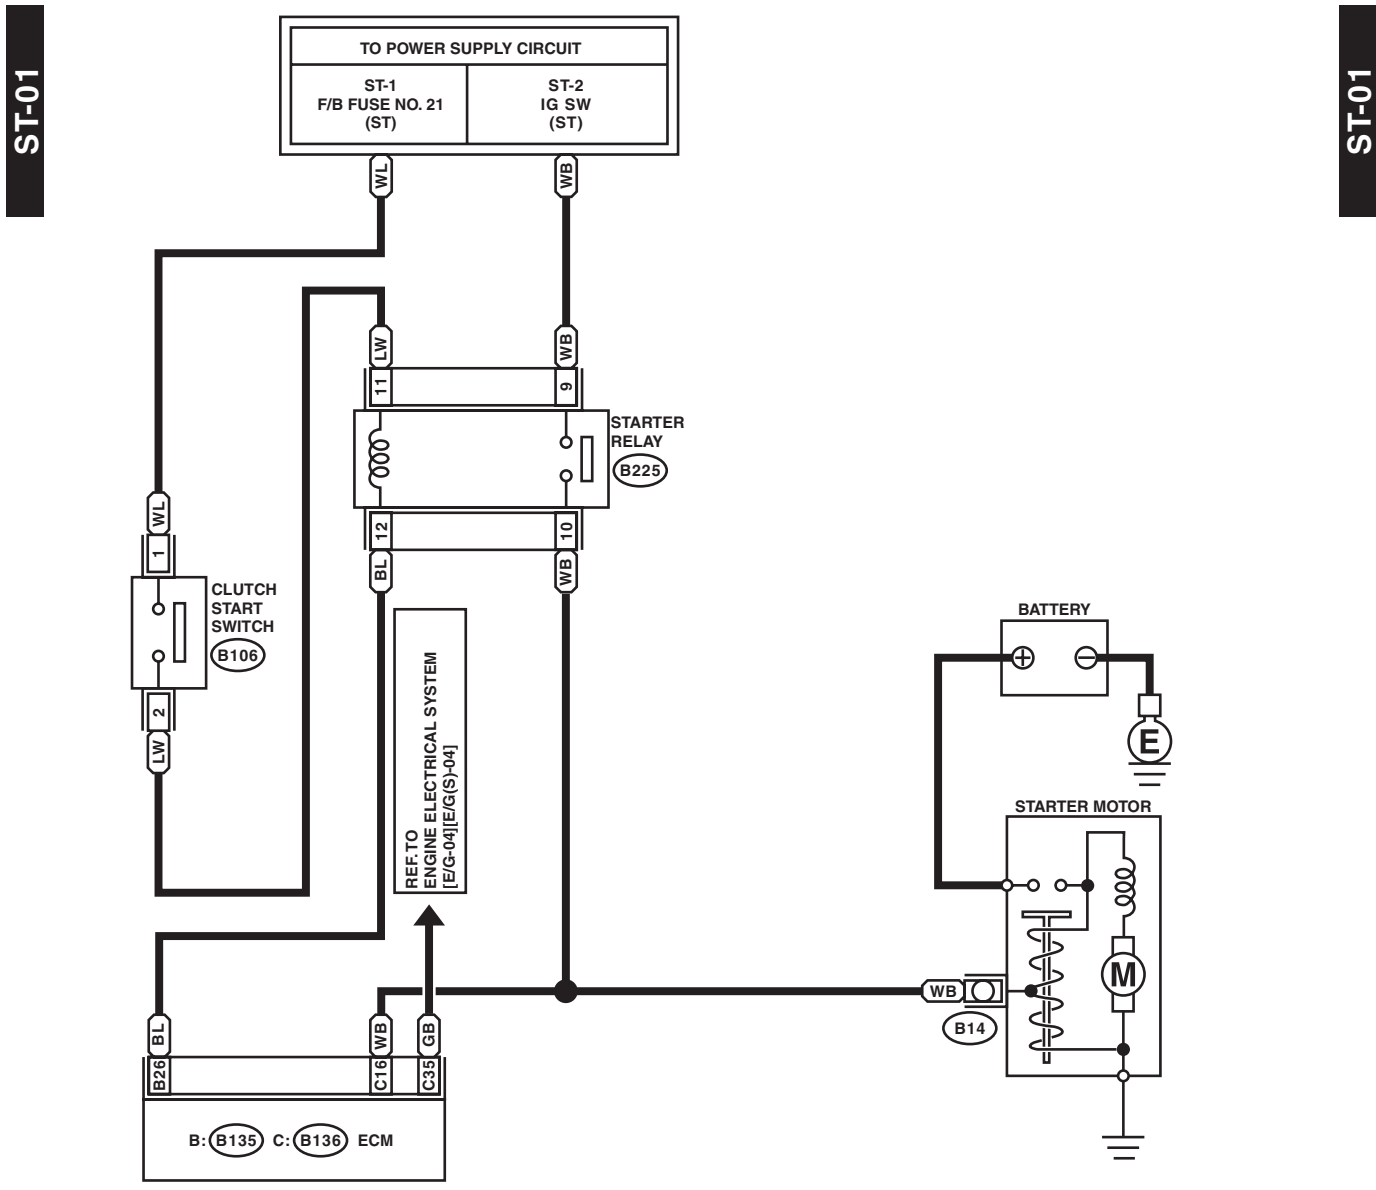 ST-01
ST-01
TO POWER SUPPLY CIRCUIT
ST-1
F/B FUSE NO. 21
(ST)
ST-2
IG SW
(ST)
WL
WB
LW
WB
11
9
STARTER
RELAY
B225
12
10
BL
WB
WL
1
CLUTCH
START
SWITCH
B106
2
LW
REF.TO
ENGINE ELECTRICAL SYSTEM
[E/G-04][E/G(S)-04]
BATTERY
+
−
E
STARTER MOTOR
M
WB
B14
BL
WB
GB
B26
C16
C35
B: B135 C: B136 ECM